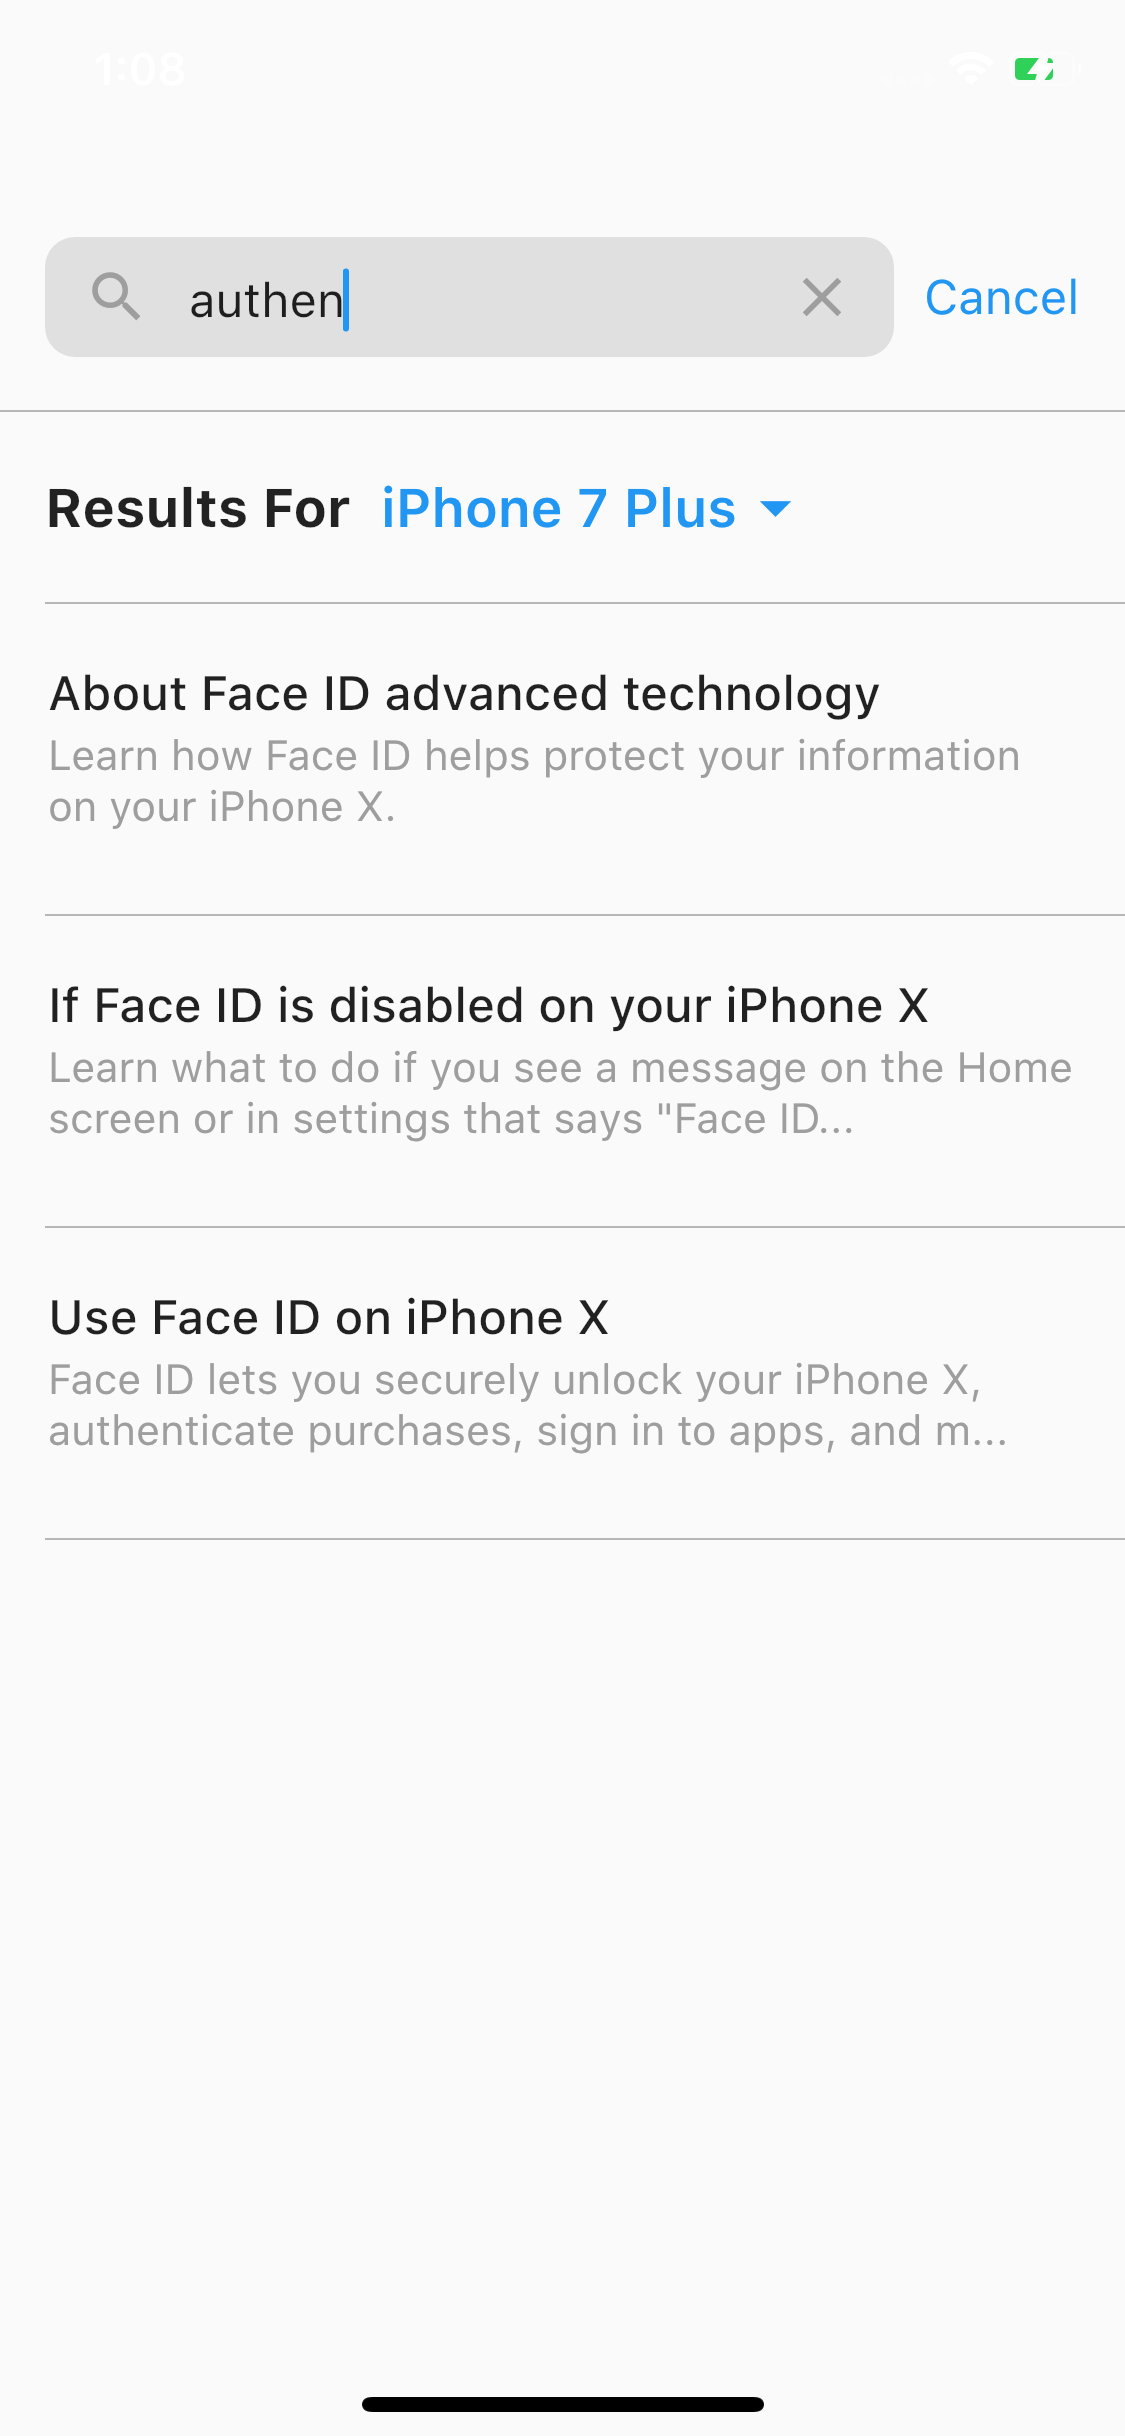 1:08
authen
Cancel
Results For iPhone 7 Plus
About Face ID advanced technology
Learn how Face ID helps protect your information
on your iPhone X.
If Face ID is disabled on your iPhone X
Learn what to do if you see a message on the Home
screen or in settings that says "Face ID...
Use Face ID on iPhone X
Face ID lets you securely unlock your iPhone X,
authenticate purchases, sign in to apps, and m...